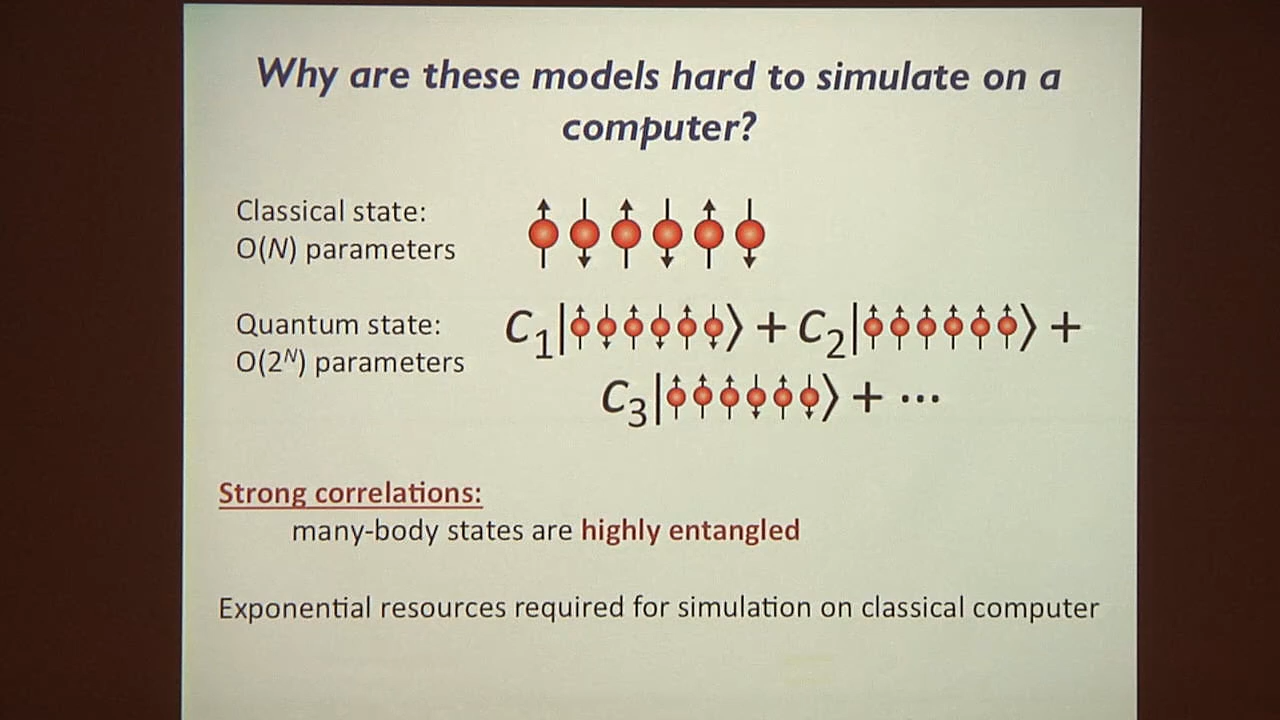 Why are these models hard to simulate on a
computer?
Classical state:
O(N) parameters
Quantum state:
O(2^N) parameters
C₁|↑↓↑↓↑↓⟩ + C₂|↑↑↑↑↑↑⟩ +
C₃|↑↑↑↓↑↓⟩ + ⋯
Strong correlations:
many-body states are highly entangled
Exponential resources required for simulation on classical computer